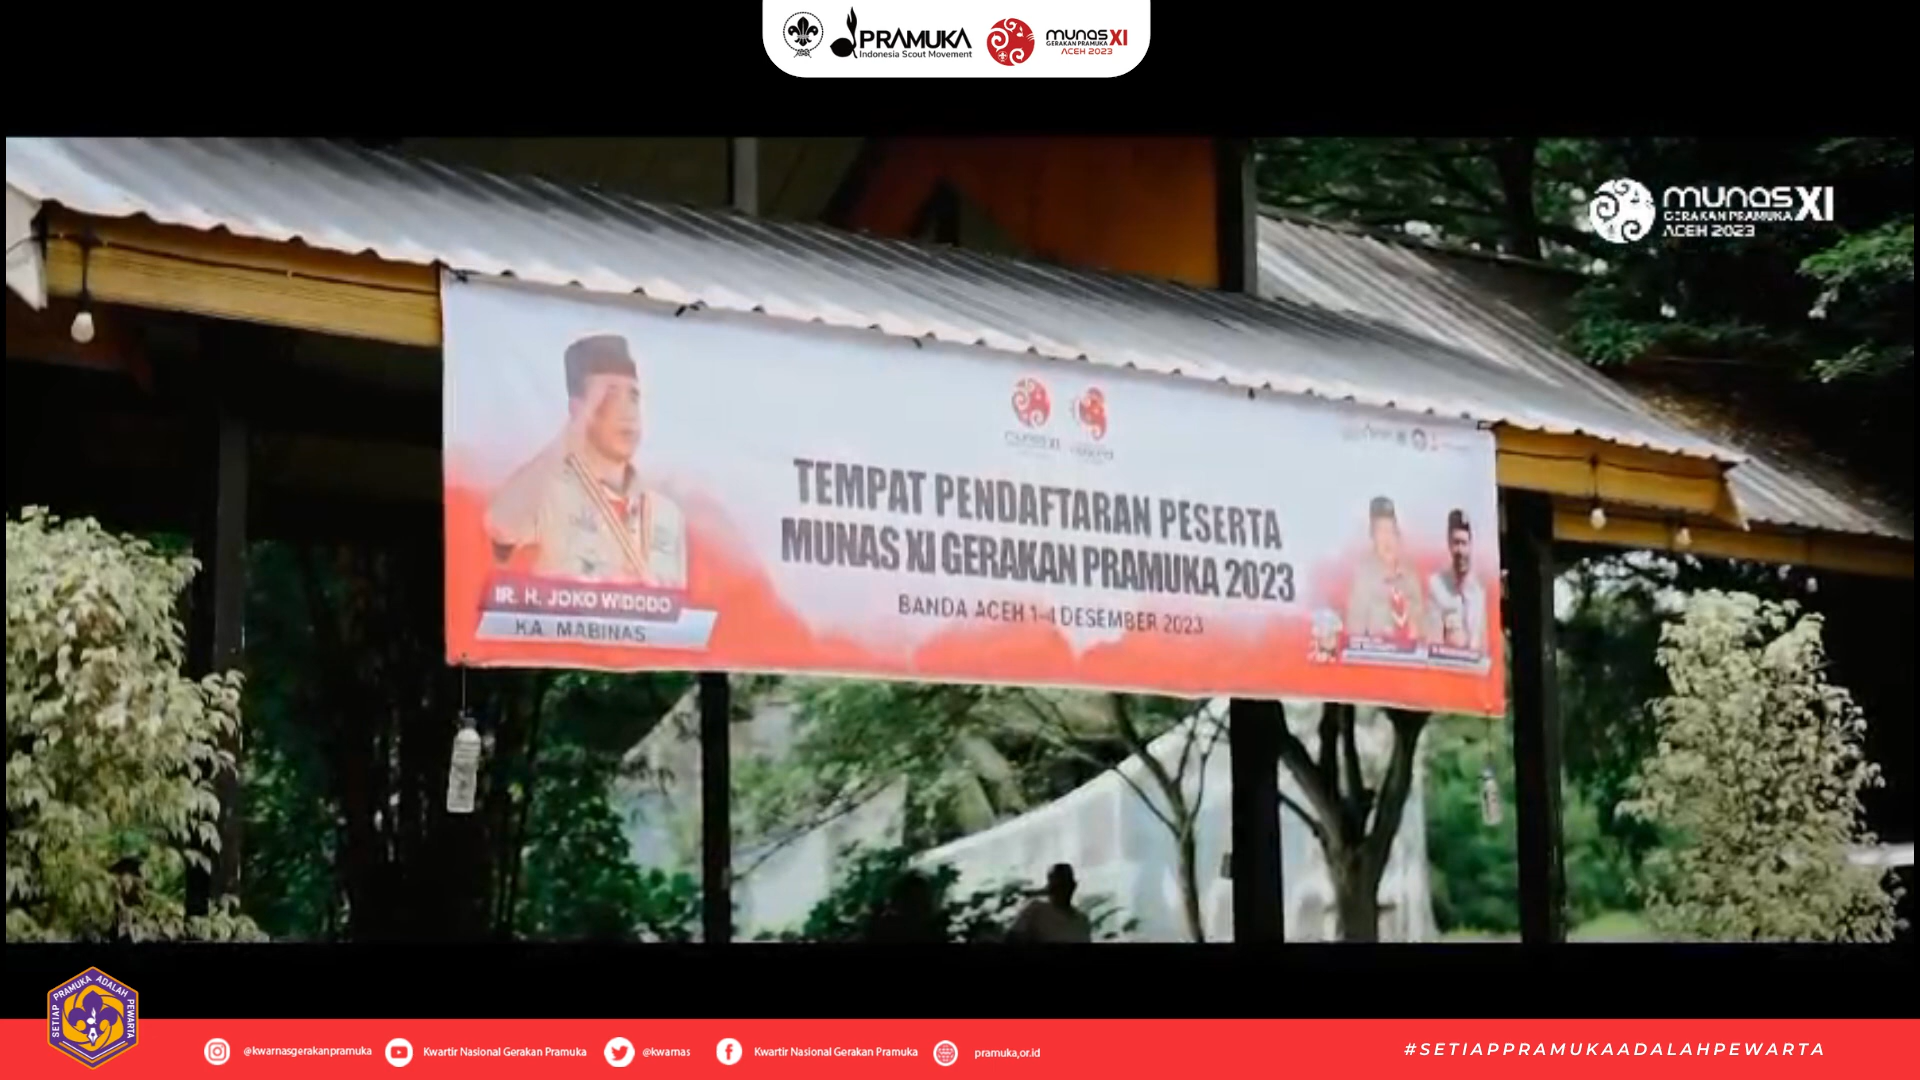 PRAMUKA
Indonesia Scout Movement
munas XI
GERAKAN PRAMUKA
ACEH 2023
munas XI
GERAKAN PRAMUKA
ACEH 2023
munas XI
TEMPAT PENDAFTARAN PESERTA
MUNAS XI GERAKAN PRAMUKA 2023
BANDA ACEH 1-4 DESEMBER 2023
IR. H. JOKO WIDODO
KA. MABINAS
SETIAP PRAMUKA ADALAH PEWARTA
@kwarnasgerakanpramuka
Kwartir Nasional Gerakan Pramuka
@kwarnas
Kwartir Nasional Gerakan Pramuka
pramuka,or.id
#SETIAPPRAMUKAADALAHPEWARTA